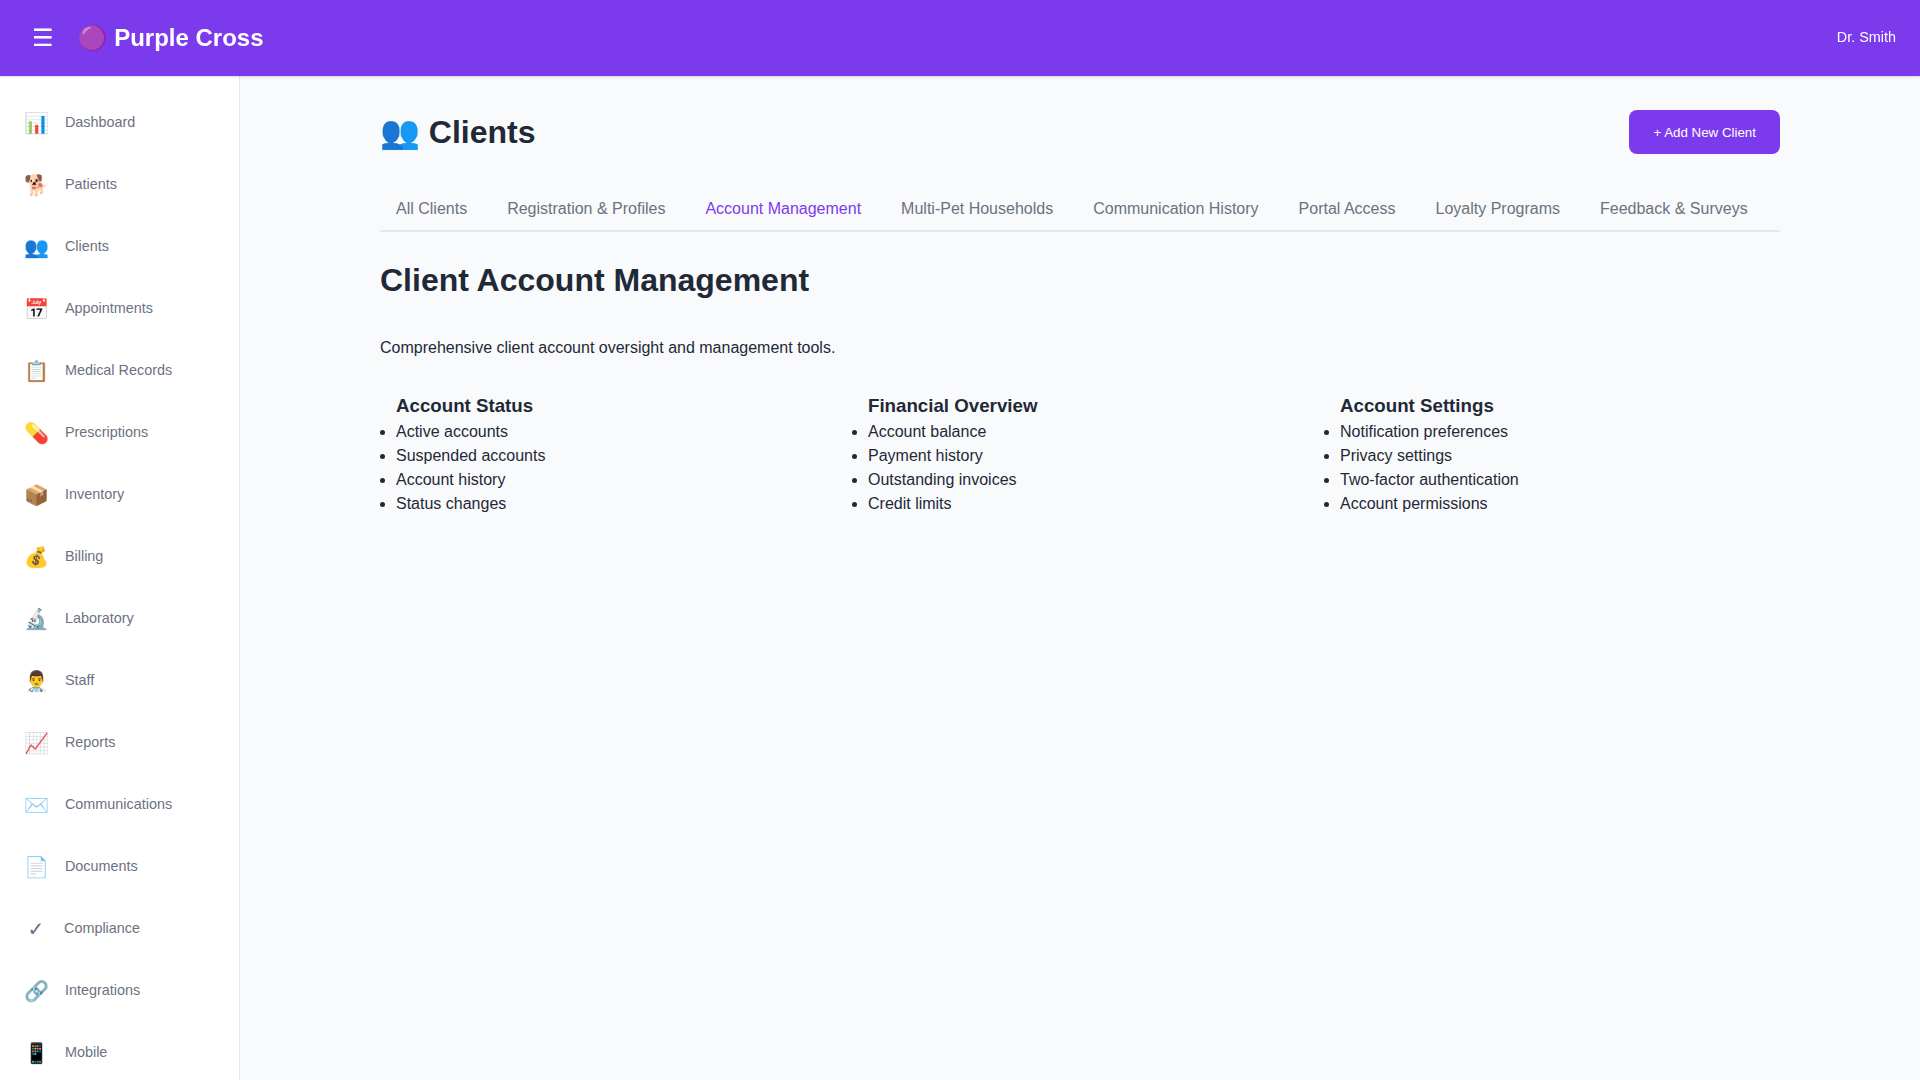 Purple Cross
Dr. Smith
Dashboard
Patients
Clients
Appointments
Medical Records
Prescriptions
Inventory
Billing
Laboratory
Staff
Reports
Communications
Documents
Compliance
Integrations
Mobile
Clients
+ Add New Client
All Clients
Registration & Profiles
Account Management
Multi-Pet Households
Communication History
Portal Access
Loyalty Programs
Feedback & Surveys
Client Account Management
Comprehensive client account oversight and management tools.
Account Status
Active accounts
Suspended accounts
Account history
Status changes
Financial Overview
Account balance
Payment history
Outstanding invoices
Credit limits
Account Settings
Notification preferences
Privacy settings
Two-factor authentication
Account permissions